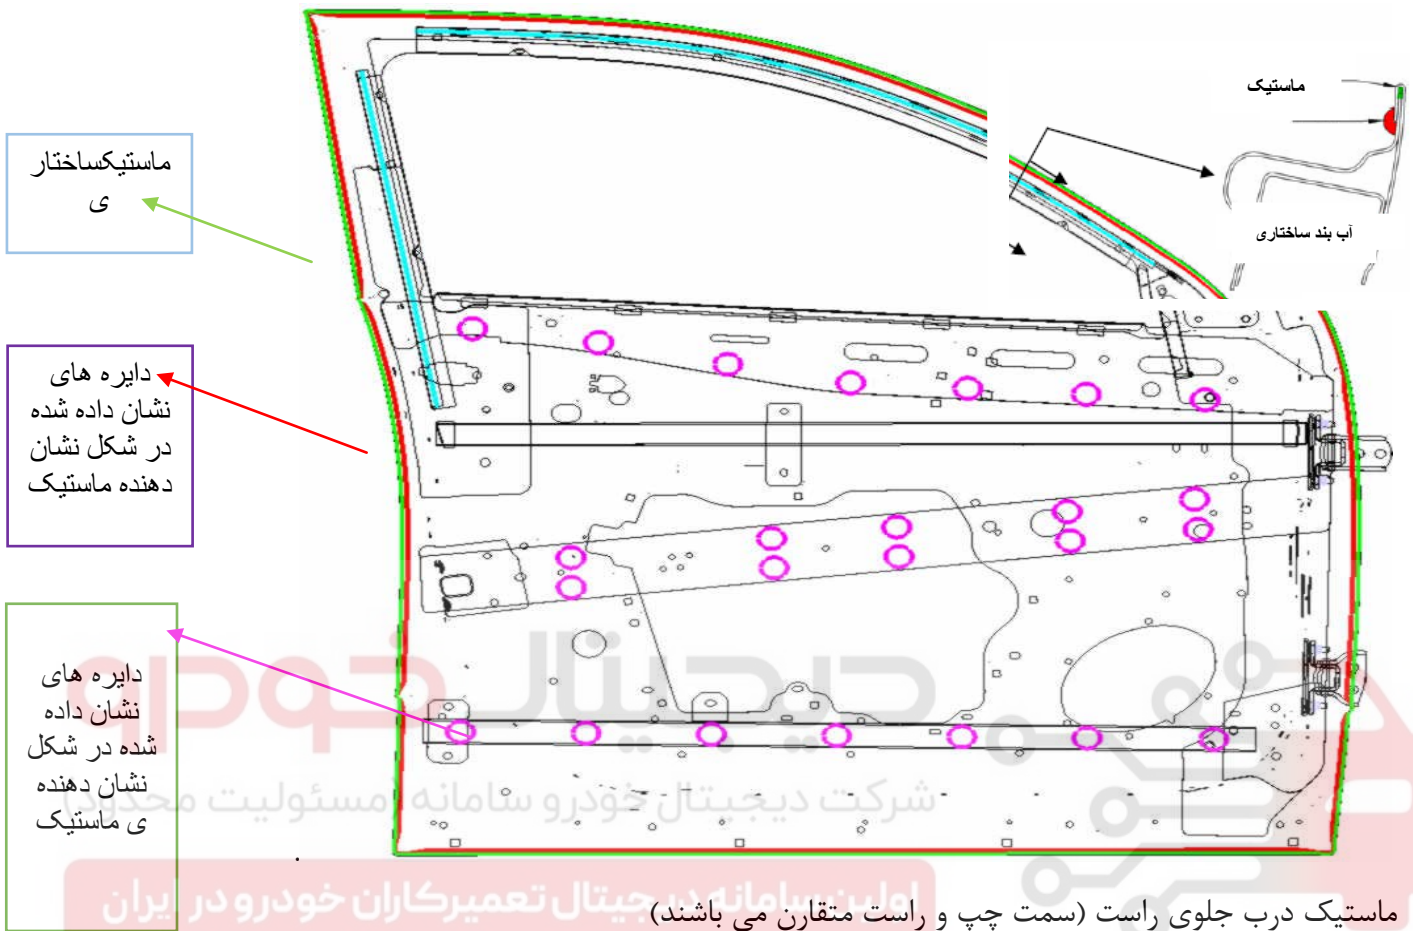 ماستیک
آب بند ساختاری
ماستیکساختار
ی
دایره های
نشان داده شده
در شکل نشان
دهنده ماستیک
دایره های
نشان داده
شده در شکل
نشان دهنده
ی ماستیک
دیجیتال خودرو
شرکت دیجیتال خودرو سامانه (مسئولیت محدود)
اولین سامانه دیجیتال تعمیرکاران خودرو در ایران
ماستیک درب جلوی راست (سمت چپ و راست متقارن می باشند)